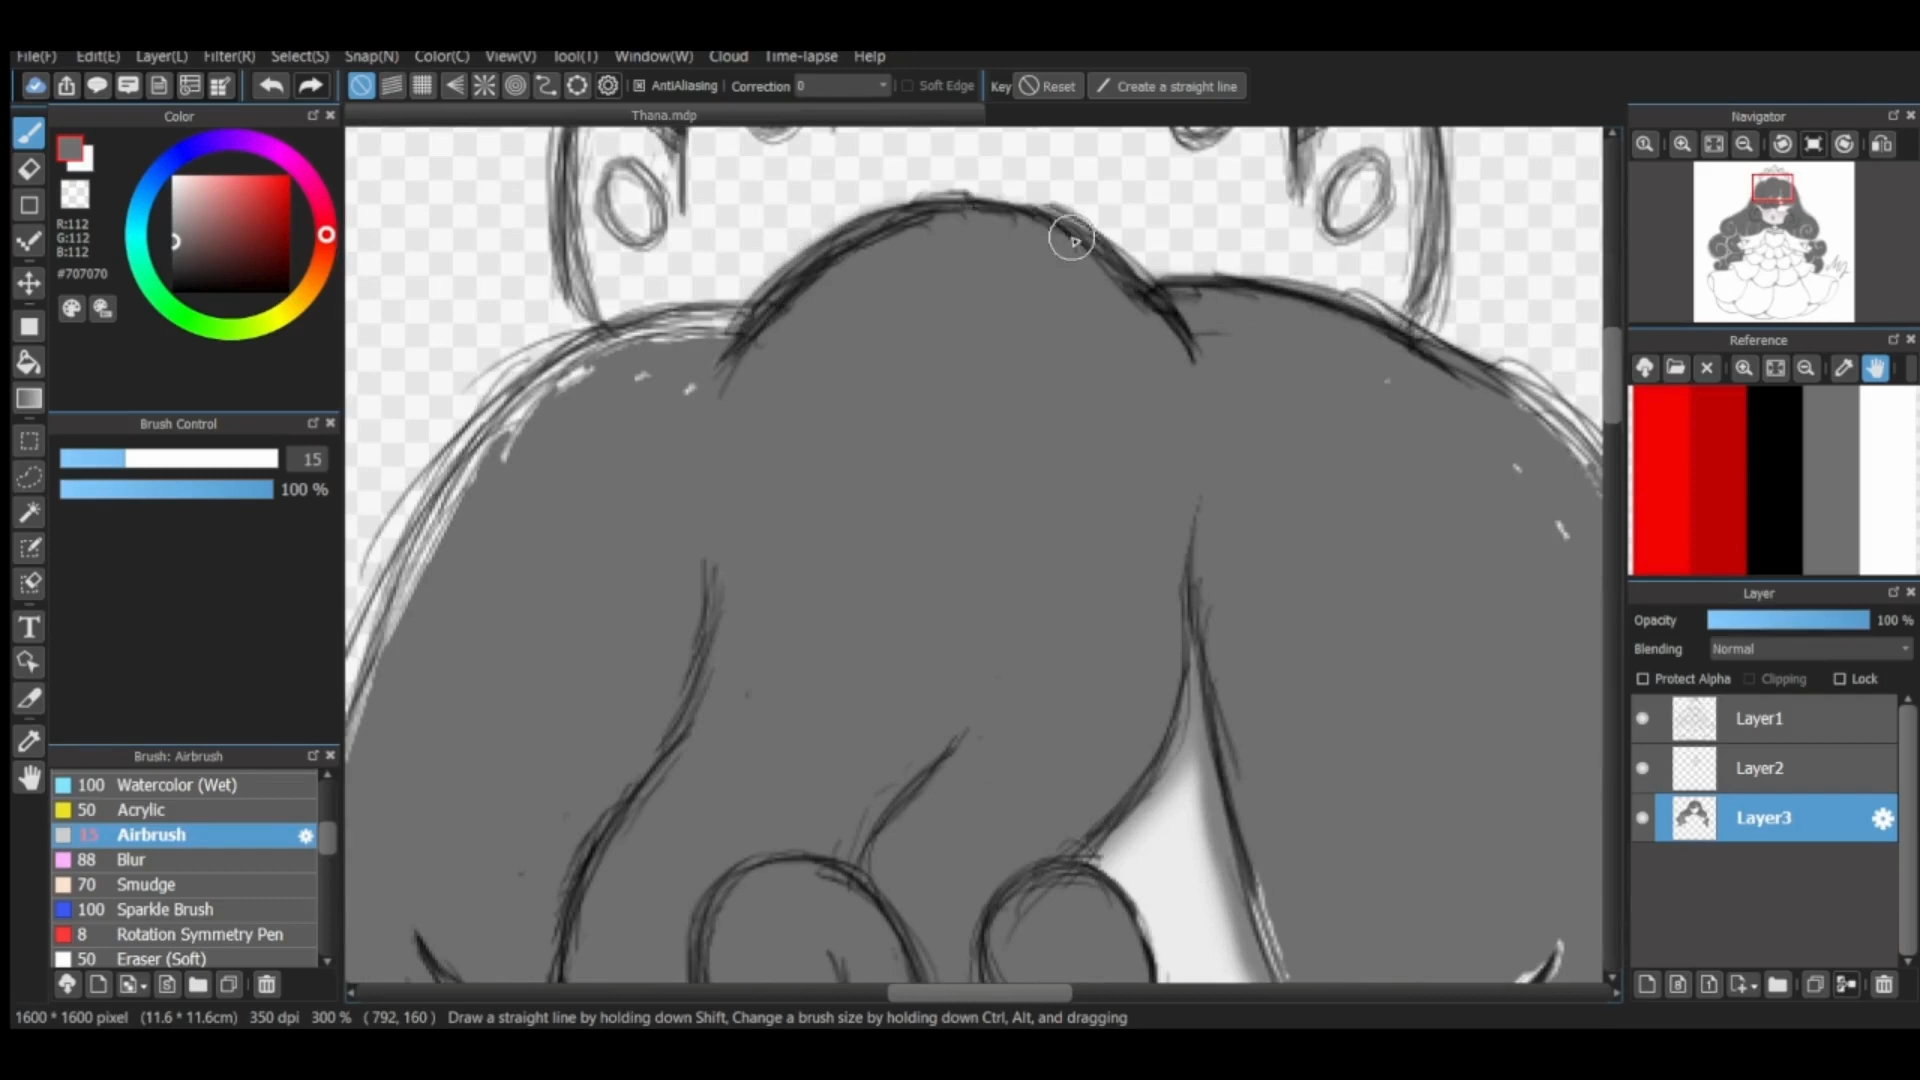 File(F) Edit(E) Layer(L) Filter(R) Select(S) Snap(N) Color(C) View(V) Tool(T) Window(W) Cloud Time-lapse Help
AntiAliasing Correction 0 Soft Edge Key Reset Create a straight line
Color
Thana.mdp
Navigator
R:112
G:112
B:112
#707070
Reference
Brush Control
15
100 %
Layer
Opacity 100 %
Blending Normal
Protect Alpha Clipping Lock
Layer1
Layer2
Layer3
Brush: Airbrush
100 Watercolor (Wet)
50 Acrylic
15 Airbrush
88 Blur
70 Smudge
100 Sparkle Brush
8 Rotation Symmetry Pen
50 Eraser (Soft)
1600 * 1600 pixel (11.6 * 11.6cm) 350 dpi 300 % ( 792, 160 ) Draw a straight line by holding down Shift, Change a brush size by holding down Ctrl, Alt, and dragging